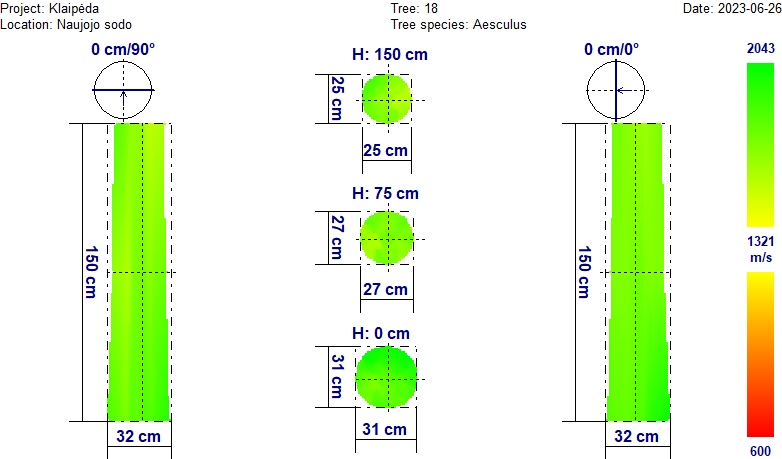 Project: Klaipėda Tree: 18 Date: 2023-06-26
Location: Naujojo sodo Tree species: Aesculus
0 cm/90° 0 cm/0° 2043
H: 150 cm
25 cm
25 cm
H: 75 cm
27 cm
27 cm
150 cm
150 cm
1321
m/s
H: 0 cm
31 cm
31 cm
32 cm
32 cm
600